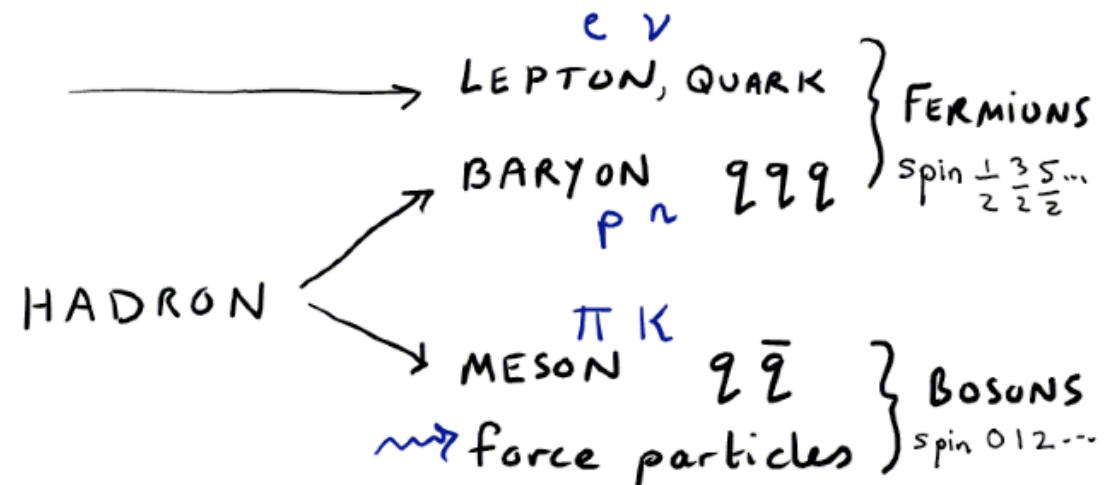 e ν
LEPTON, QUARK
FERMIONS
BARYON qqq
spin 1/2 3/2 5/2...
p n
HADRON
π K
MESON q q̄
BOSONS
force particles
spin 0 1 2 ...